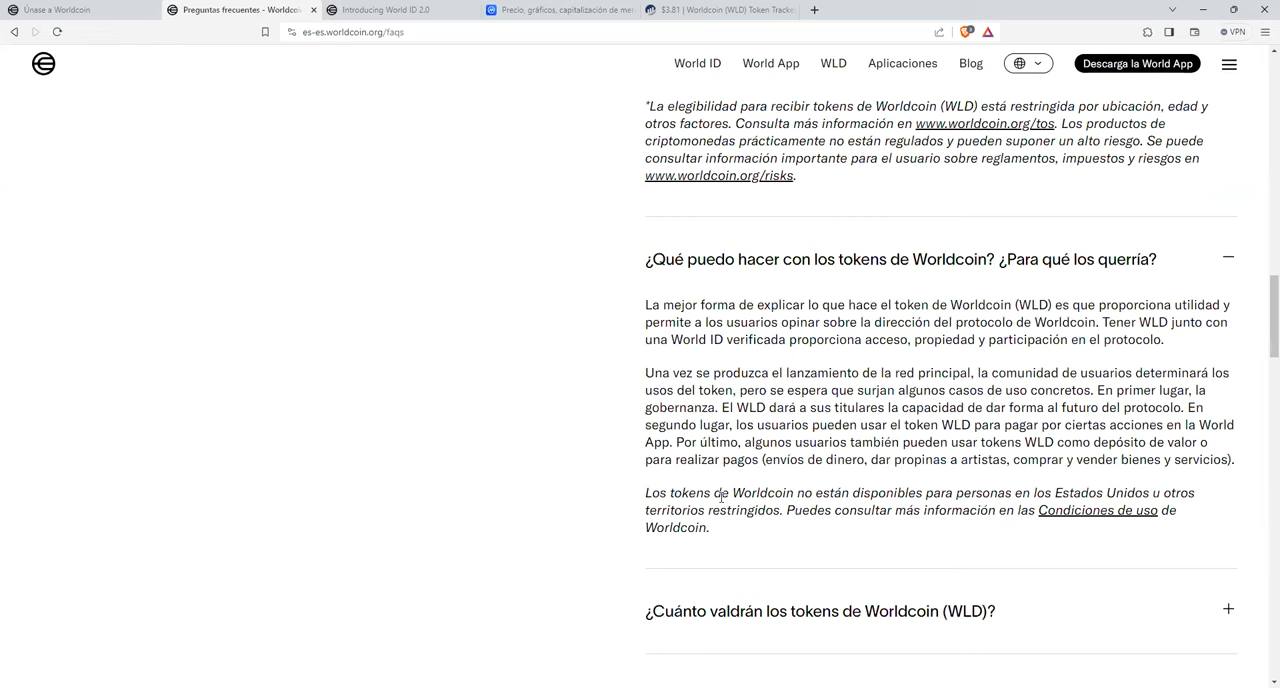 Únase a Worldcoin
Preguntas frecuentes - Worldcoi
Introducing World ID 2.0
Precio, gráficos, capitalización de mer
$3.81 | Worldcoin (WLD) Token Tracke
es-es.worldcoin.org/faqs
VPN
World ID
World App
WLD
Aplicaciones
Blog
Descarga la World App
*La elegibilidad para recibir tokens de Worldcoin (WLD) está restringida por ubicación, edad y
otros factores. Consulta más información en www.worldcoin.org/tos. Los productos de
criptomonedas prácticamente no están regulados y pueden suponer un alto riesgo. Se puede
consultar información importante para el usuario sobre reglamentos, impuestos y riesgos en
www.worldcoin.org/risks.
¿Qué puedo hacer con los tokens de Worldcoin? ¿Para qué los querría?
La mejor forma de explicar lo que hace el token de Worldcoin (WLD) es que proporciona utilidad y
permite a los usuarios opinar sobre la dirección del protocolo de Worldcoin. Tener WLD junto con
una World ID verificada proporciona acceso, propiedad y participación en el protocolo.
Una vez se produzca el lanzamiento de la red principal, la comunidad de usuarios determinará los
usos del token, pero se espera que surjan algunos casos de uso concretos. En primer lugar, la
gobernanza. El WLD dará a sus titulares la capacidad de dar forma al futuro del protocolo. En
segundo lugar, los usuarios pueden usar el token WLD para pagar por ciertas acciones en la World
App. Por último, algunos usuarios también pueden usar tokens WLD como depósito de valor o
para realizar pagos (envíos de dinero, dar propinas a artistas, comprar y vender bienes y servicios).
Los tokens de Worldcoin no están disponibles para personas en los Estados Unidos u otros
territorios restringidos. Puedes consultar más información en las Condiciones de uso de
Worldcoin.
¿Cuánto valdrán los tokens de Worldcoin (WLD)?